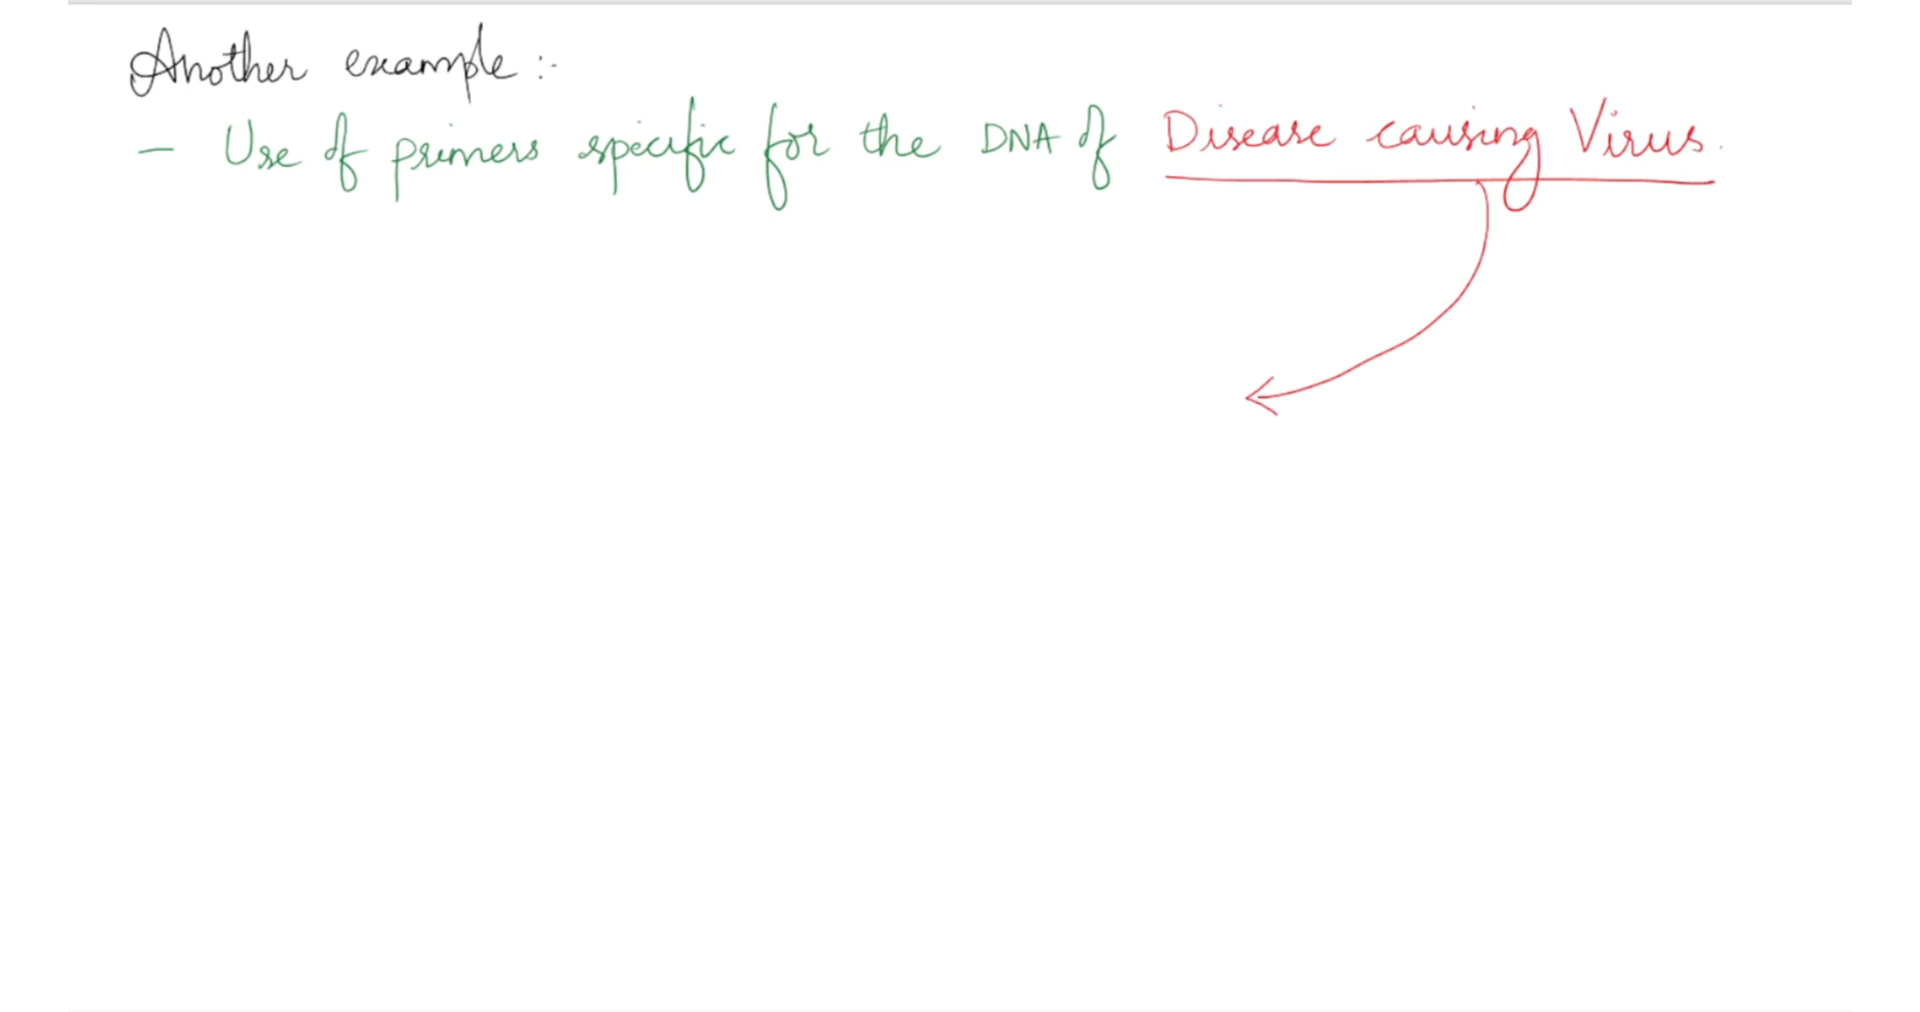 Another example :-
- Use of primers specific for the DNA of Disease causing Virus.